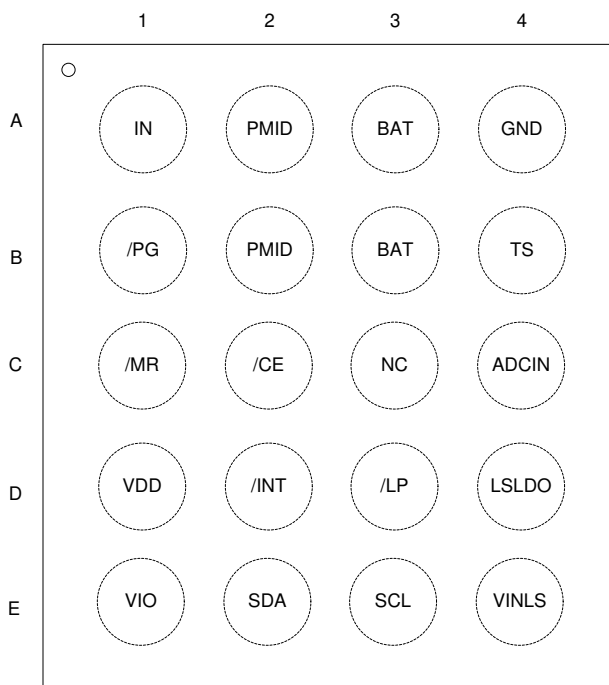 1 2 3 4
A IN PMID BAT GND
B /PG PMID BAT TS
C /MR /CE NC ADCIN
D VDD /INT /LP LSLDO
E VIO SDA SCL VINLS